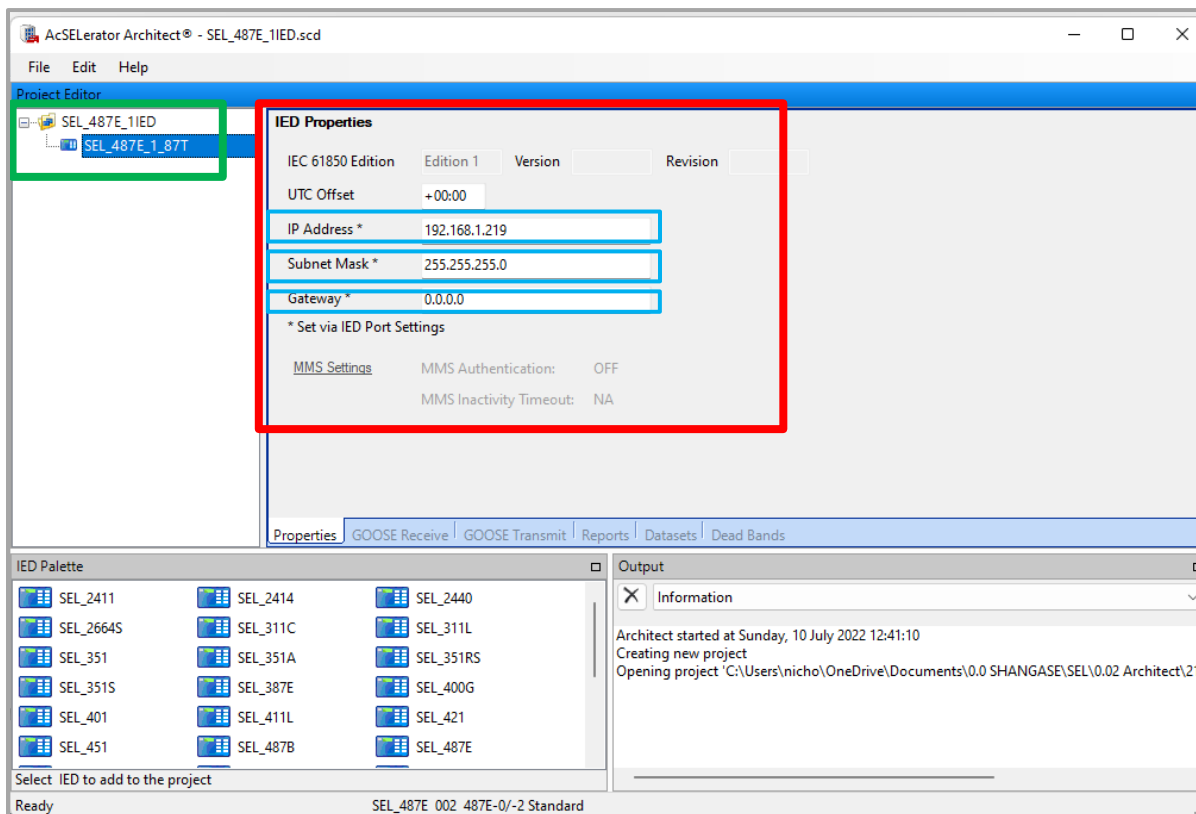 AcSELerator Architect® - SEL_487E_1IED.scd
File Edit Help
Project Editor
SEL_487E_1IED
SEL_487E_1_87T
IED Properties
IEC 61850 Edition Edition 1 Version Revision
UTC Offset +00:00
IP Address * 192.168.1.219
Subnet Mask * 255.255.255.0
Gateway * 0.0.0.0
* Set via IED Port Settings
MMS Settings MMS Authentication: OFF
MMS Inactivity Timeout: NA
Properties GOOSE Receive GOOSE Transmit Reports Datasets Dead Bands
IED Palette
SEL_2411 SEL_2414 SEL_2440
SEL_2664S SEL_311C SEL_311L
SEL_351 SEL_351A SEL_351RS
SEL_351S SEL_387E SEL_400G
SEL_401 SEL_411L SEL_421
SEL_451 SEL_487B SEL_487E
Select IED to add to the project
Output
Information
Architect started at Sunday, 10 July 2022 12:41:10
Creating new project
Opening project 'C:\Users\nicho\OneDrive\Documents\0.0 SHANGASE\SEL\0.02 Architect\2
Ready SEL_487E 002 487E-0/-2 Standard